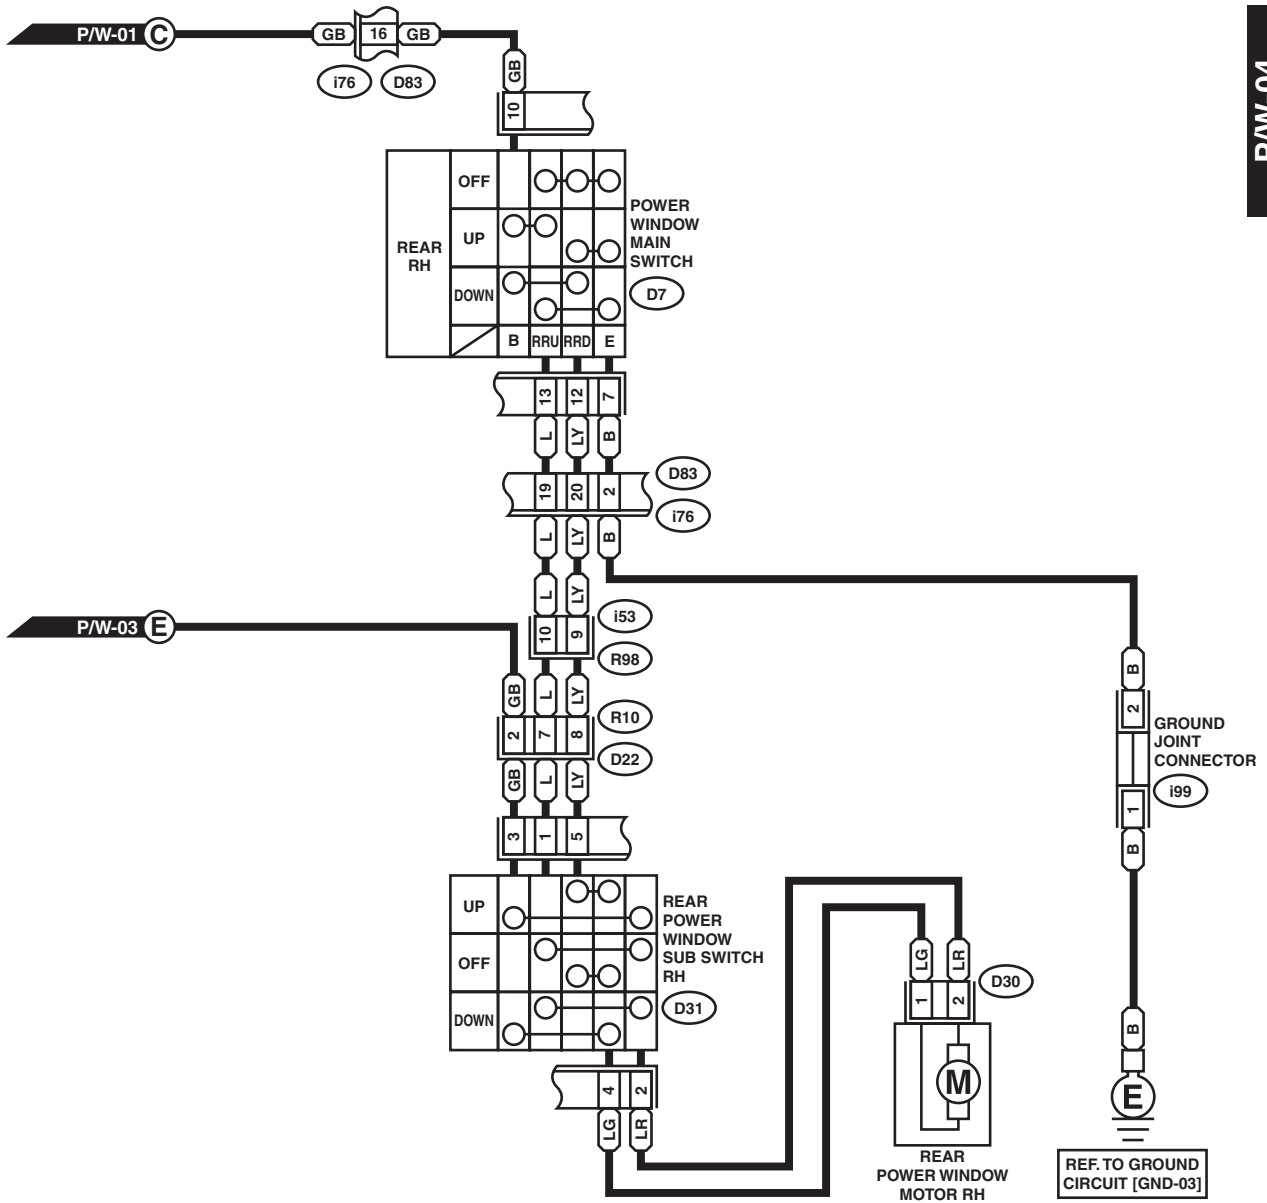 P/W-01 C
GB 16 GB
i76 D83
GB
10
REAR
RH
OFF
UP
DOWN
B RRU RRD E
POWER
WINDOW
MAIN
SWITCH
D7
13 12 7
L LY B
19 20 2
D83
i76
L LY B
L LY
10 9
i53
R98
P/W-03 E
GB L LY
2 7 8
R10
D22
GB L LY
3 1 5
UP
OFF
DOWN
REAR
POWER
WINDOW
SUB SWITCH
RH
D31
4 2
LG LR
LG LR
1 2
D30
M
REAR
POWER WINDOW
MOTOR RH
B
2
GROUND
JOINT
CONNECTOR
i99
1
B
B
E
REF. TO GROUND
CIRCUIT [GND-03]
P/W-04